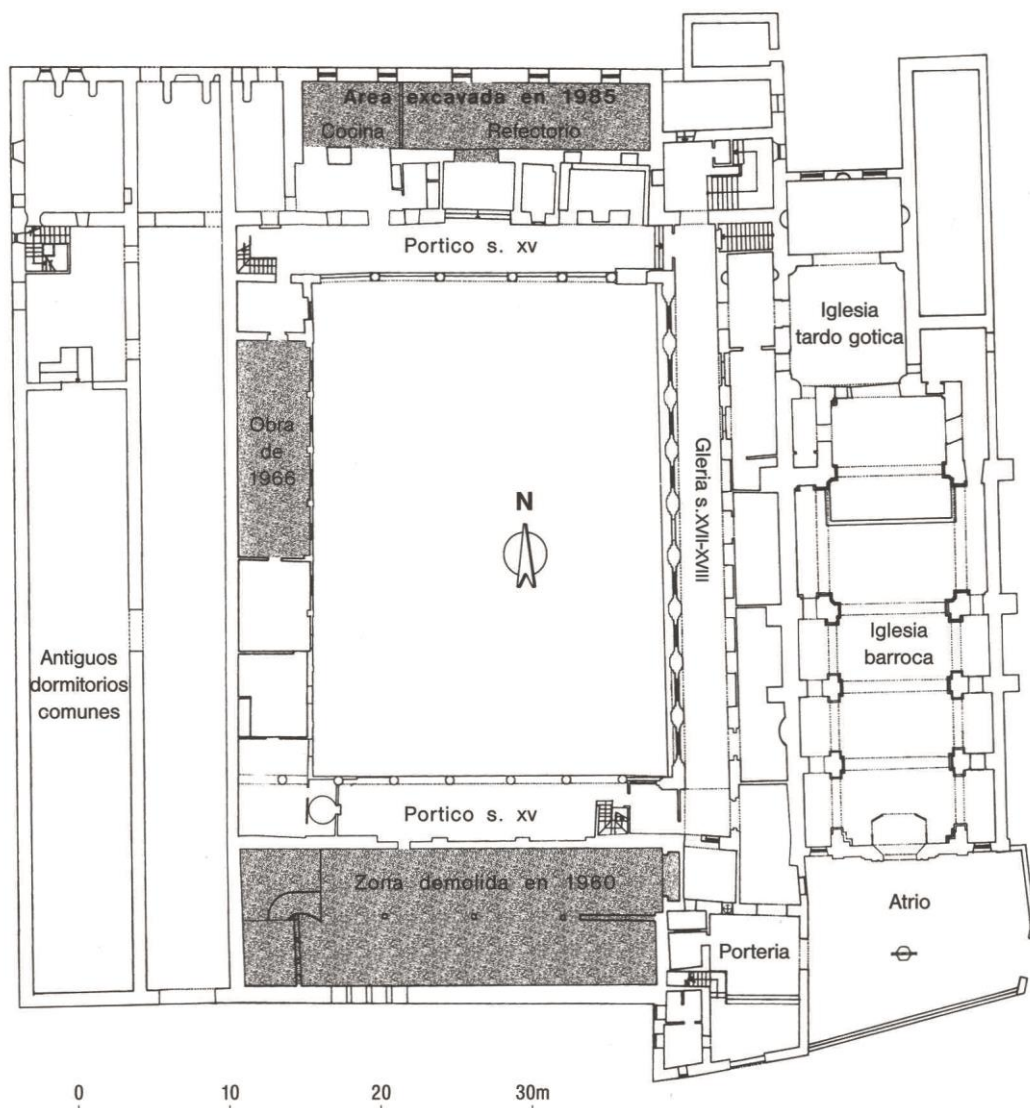 Area excavada en 1985
Cocina
Refectorio
Portico s. XV
Iglesia
tardo gotica
Obra
de
1966
Gleria s.XVII-XVIII
N
Antiguos
dormitorios
comunes
Iglesia
barroca
Portico s. XV
Zona demolida en 1960
Atrio
Porteria
0 10 20 30m